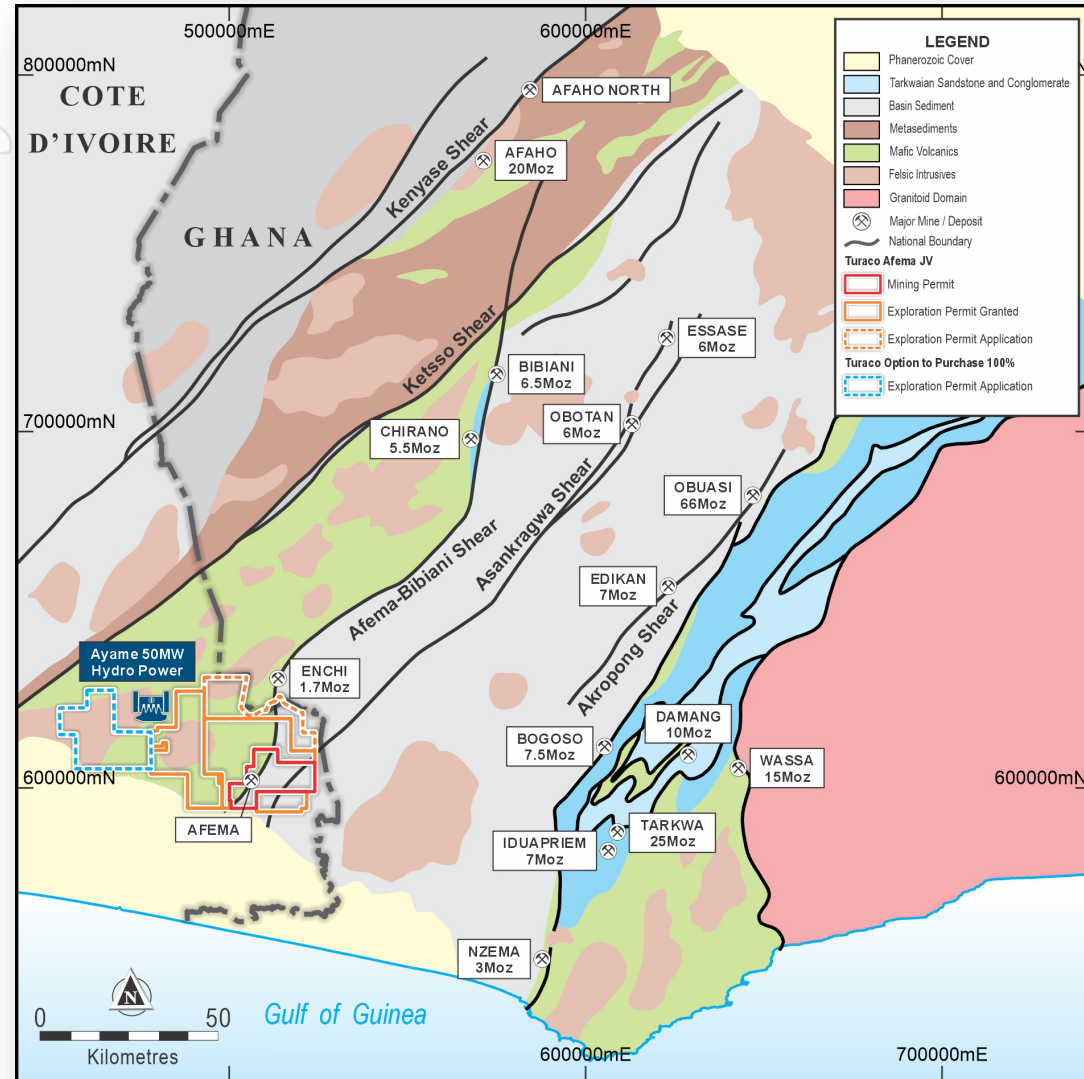 500000mE
600000mE
800000mN
COTE
D'IVOIRE
GHANA
LEGEND
Phanerozoic Cover
Tarkwaian Sandstone and Conglomerate
Basin Sediment
Metasediments
Mafic Volcanics
Felsic Intrusives
Granitoid Domain
Major Mine / Deposit
National Boundary
Turaco Afema JV
Mining Permit
Exploration Permit Granted
Exploration Permit Application
Turaco Option to Purchase 100%
Exploration Permit Application
AFAHO NORTH
Kenyase Shear
AFAHO
20Moz
Ketsso Shear
ESSASE
6Moz
BIBIANI
6.5Moz
700000mN
CHIRANO
5.5Moz
OBOTAN
6Moz
OBUASI
66Moz
Asankragwa Shear
Afema-Bibiani Shear
EDIKAN
7Moz
Akropong Shear
Ayame 50MW
Hydro Power
ENCHI
1.7Moz
BOGOSO
7.5Moz
DAMANG
10Moz
WASSA
15Moz
600000mN
600000mN
AFEMA
IDUAPRIEM
7Moz
TARKWA
25Moz
NZEMA
3Moz
N
0
50
Kilometres
Gulf of Guinea
600000mE
700000mE